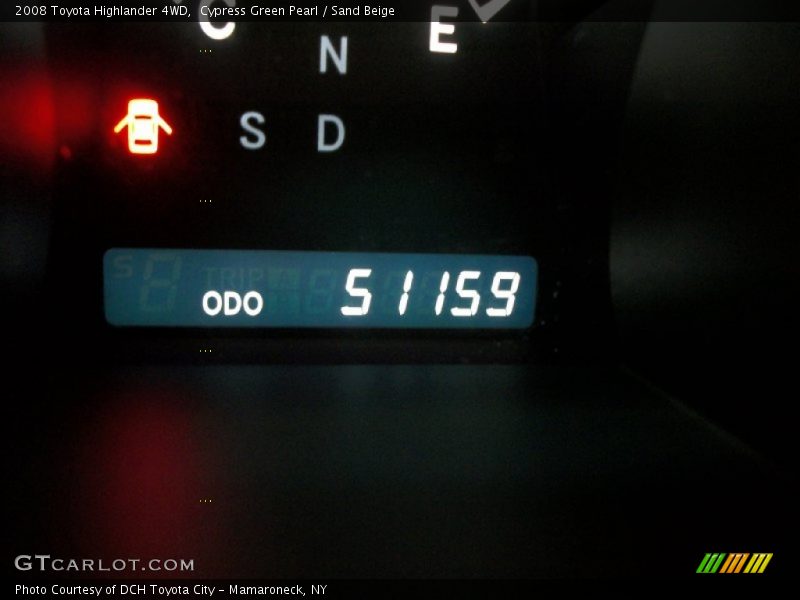 2008 Toyota Highlander 4WD, Cypress Green Pearl / Sand Beige
C E
N
S D
TRIP
ODO 51159
GTCARLOT.COM
Photo Courtesy of DCH Toyota City - Mamaroneck, NY